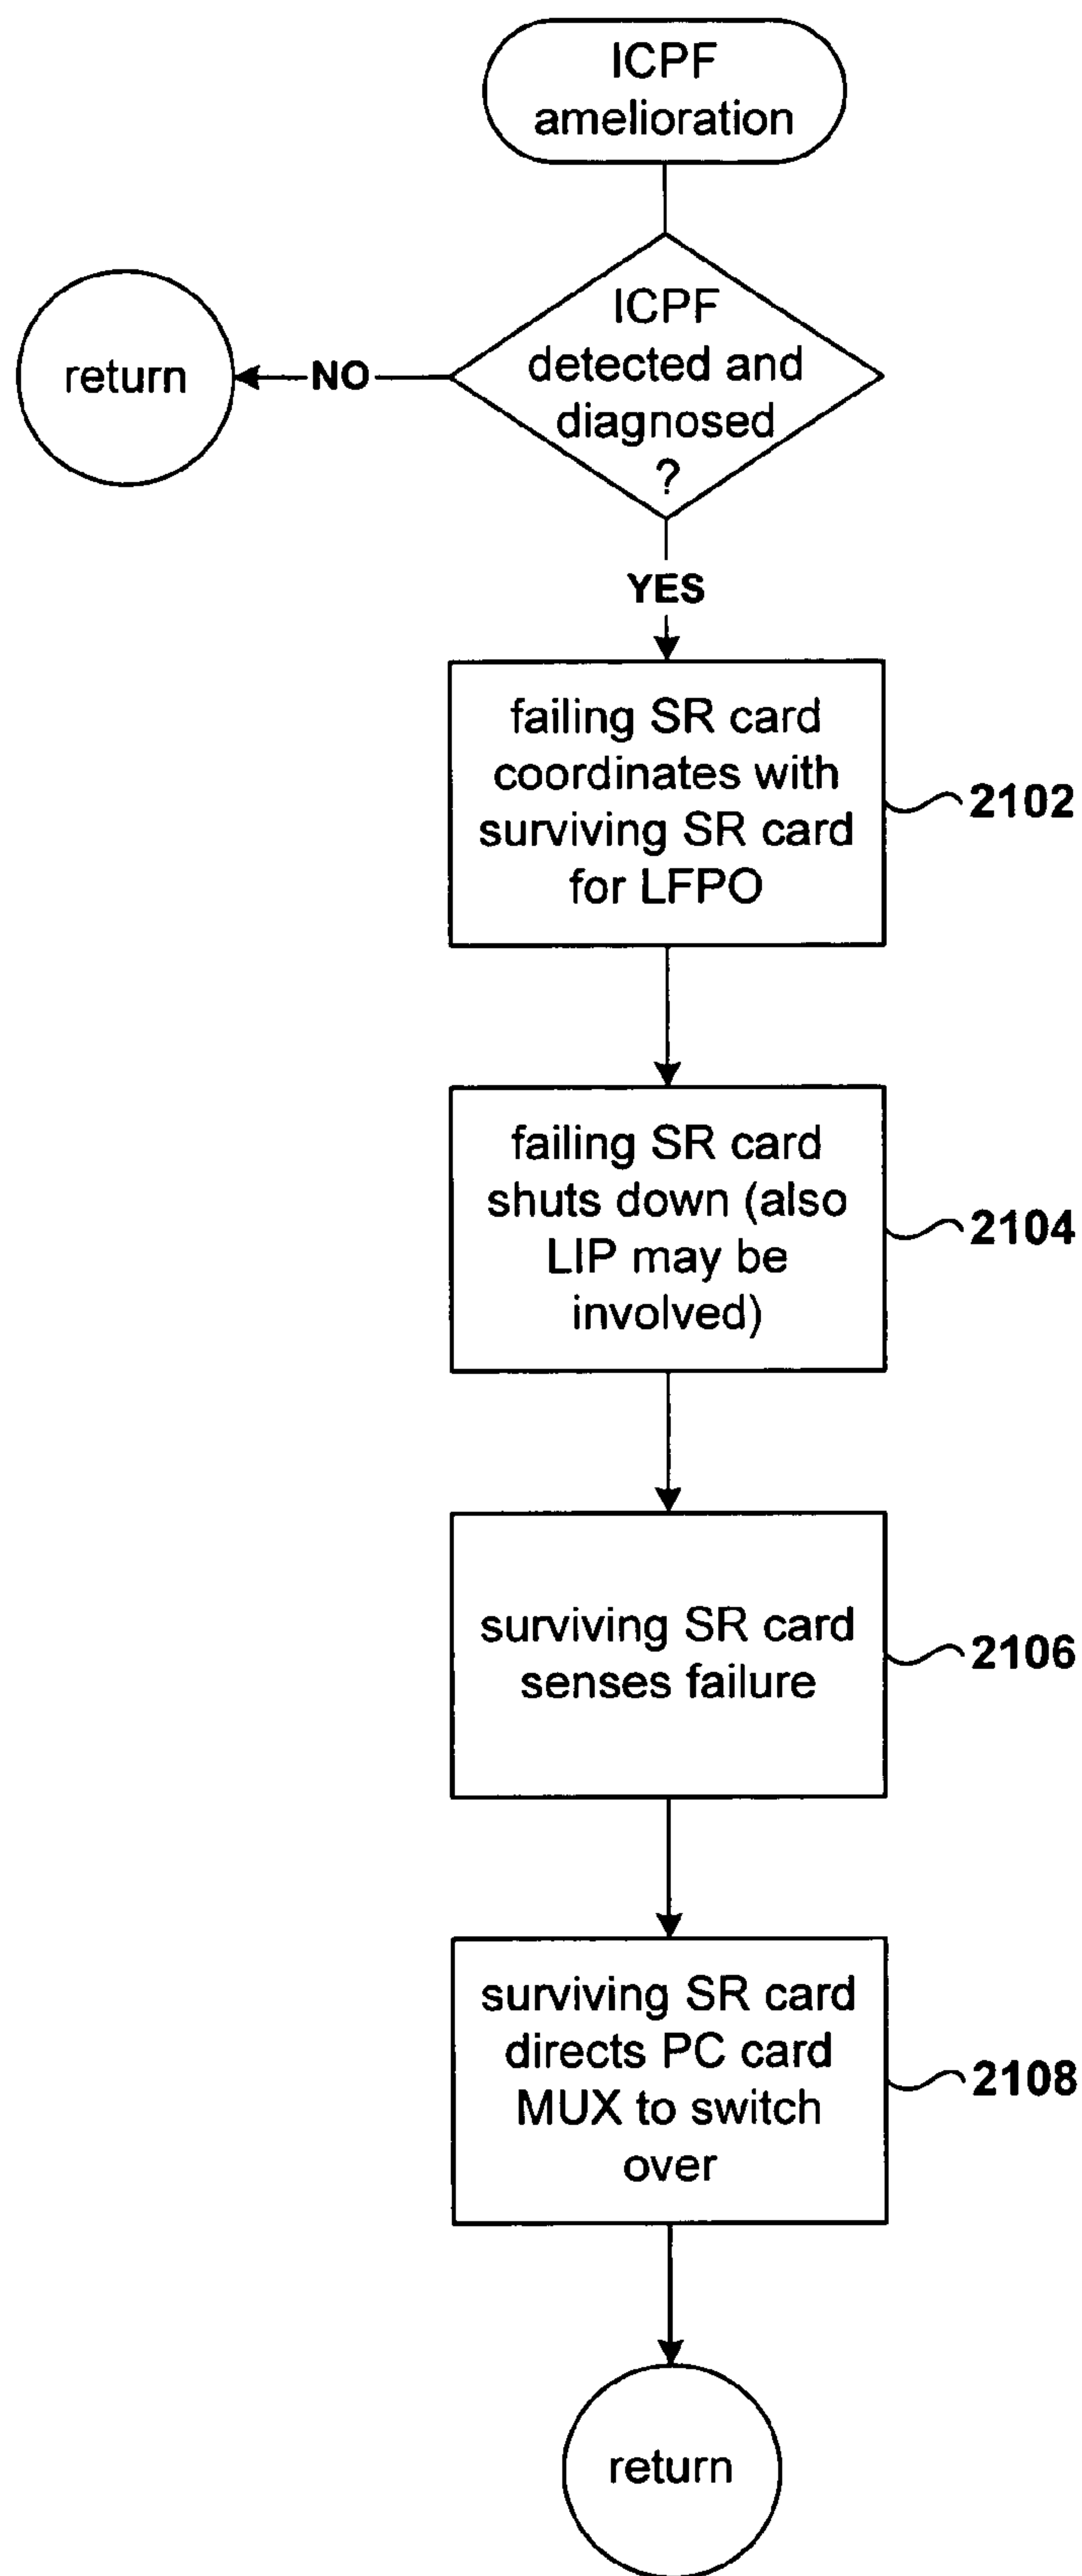 ICPF
amelioration
ICPF
detected and
diagnosed
?
return
NO
YES
failing SR card
coordinates with
surviving SR card
for LFPO
2102
failing SR card
shuts down (also
LIP may be
involved)
2104
surviving SR card
senses failure
2106
surviving SR card
directs PC card
MUX to switch
over
2108
return